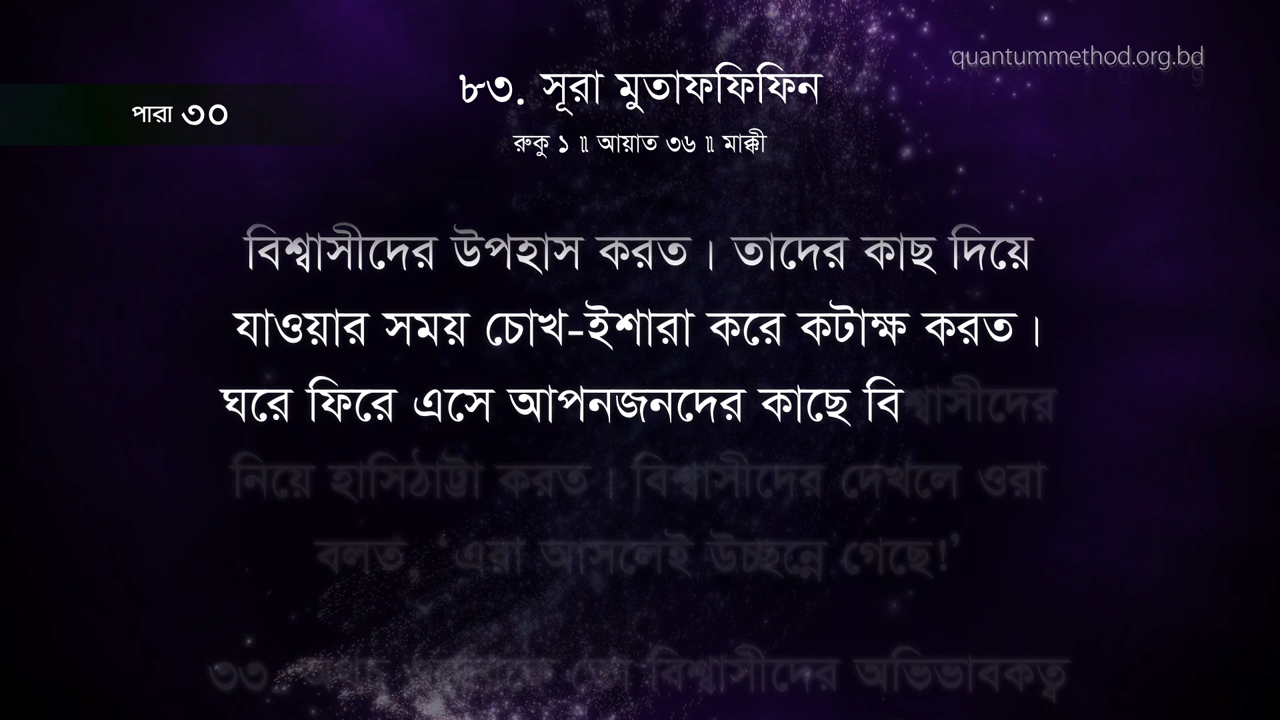 quantummethod.org.bd
৮৩. সূরা মুতাফফিফিন
পারা ৩০
রুকু ১ ॥ আয়াত ৩৬ ॥ মাক্কী
বিশ্বাসীদের উপহাস করত। তাদের কাছ দিয়ে
যাওয়ার সময় চোখ-ইশারা করে কটাক্ষ করত।
ঘরে ফিরে এসে আপনজনদের কাছে বিশ্বাসীদের
নিয়ে হাসিঠাট্টা করত। বিশ্বাসীদের দেখলে ওরা
বলত 'এরা আসলেই উচ্ছন্নে গেছে!'
৩৩. বিশ্বাসীদের অভিভাবকত্ব